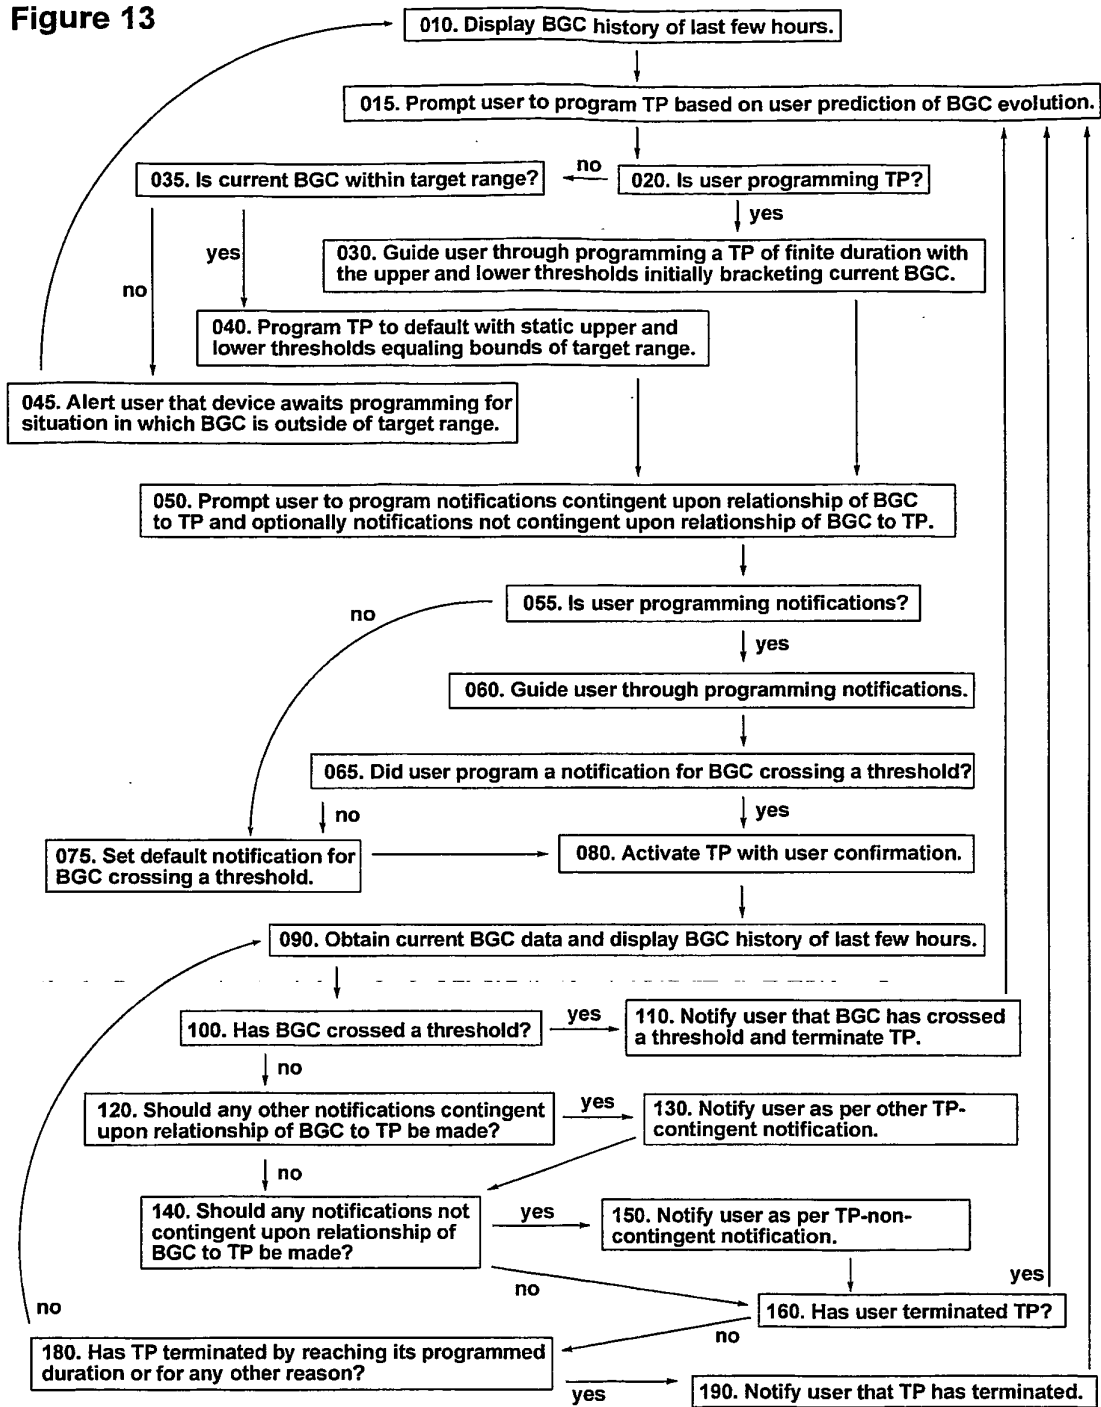 Figure 13
010. Display BGC history of last few hours.
015. Prompt user to program TP based on user prediction of BGC evolution.
035. Is current BGC within target range?
no
020. Is user programming TP?
yes
030. Guide user through programming a TP of finite duration with
the upper and lower thresholds initially bracketing current BGC.
yes
no
040. Program TP to default with static upper and
lower thresholds equaling bounds of target range.
045. Alert user that device awaits programming for
situation in which BGC is outside of target range.
050. Prompt user to program notifications contingent upon relationship of BGC
to TP and optionally notifications not contingent upon relationship of BGC to TP.
055. Is user programming notifications?
no
yes
060. Guide user through programming notifications.
065. Did user program a notification for BGC crossing a threshold?
no
yes
075. Set default notification for
BGC crossing a threshold.
080. Activate TP with user confirmation.
090. Obtain current BGC data and display BGC history of last few hours.
100. Has BGC crossed a threshold?
yes
110. Notify user that BGC has crossed
a threshold and terminate TP.
no
120. Should any other notifications contingent
upon relationship of BGC to TP be made?
yes
130. Notify user as per other TP-
contingent notification.
no
140. Should any notifications not
contingent upon relationship of
BGC to TP be made?
yes
150. Notify user as per TP-non-
contingent notification.
no
yes
160. Has user terminated TP?
no
no
180. Has TP terminated by reaching its programmed
duration or for any other reason?
yes
190. Notify user that TP has terminated.